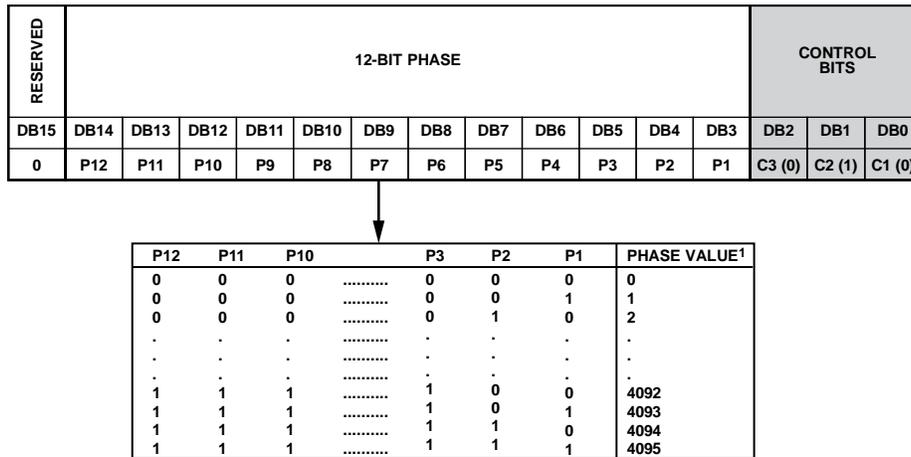 RESERVED
12-BIT PHASE
CONTROL
BITS
DB15 DB14 DB13 DB12 DB11 DB10 DB9 DB8 DB7 DB6 DB5 DB4 DB3 DB2 DB1 DB0
0 P12 P11 P10 P9 P8 P7 P6 P5 P4 P3 P2 P1 C3 (0) C2 (1) C1 (0)
P12 P11 P10 P3 P2 P1 PHASE VALUE1
0 0 0 .......... 0 0 0 0
0 0 0 .......... 0 0 1 1
0 0 0 .......... 0 1 0 2
. . . .......... . . . .
. . . .......... . . . .
. . . .......... . . . .
1 1 1 .......... 1 0 0 4092
1 1 1 .......... 1 0 1 4093
1 1 1 .......... 1 1 0 4094
1 1 1 .......... 1 1 1 4095